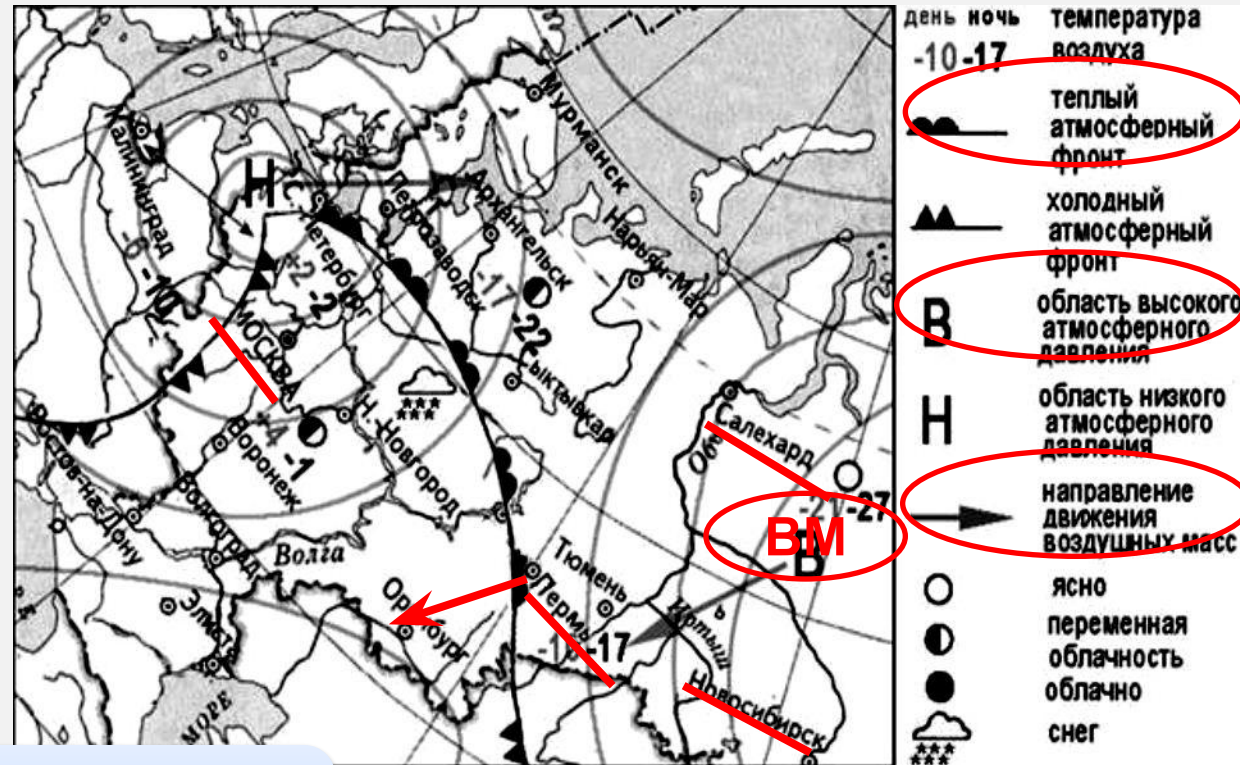 Мурманск
Нарьян-Мар
Архангельск
Петрозаводск
С.-Петербург
Калининград
Н
-6 -10
+2 -2
-17
-22
МОСКВА
+4 -1
Сыктывкар
Н. Новгород
Воронеж
Волгоград
Ростов-на-Дону
Элиста
Волга
МОРЕ
Оренбург
Пермь
Тюмень
-17
Иртыш
Новосибирск
Обь
Салехард
-21 -27
ВМ
В
день ночь
температура
воздуха
-10 -17
теплый
атмосферный
фронт
холодный
атмосферный
фронт
В
область высокого
атмосферного
давления
Н
область низкого
атмосферного
давления
направление
движения
воздушных масс
ясно
переменная
облачность
облачно
снег